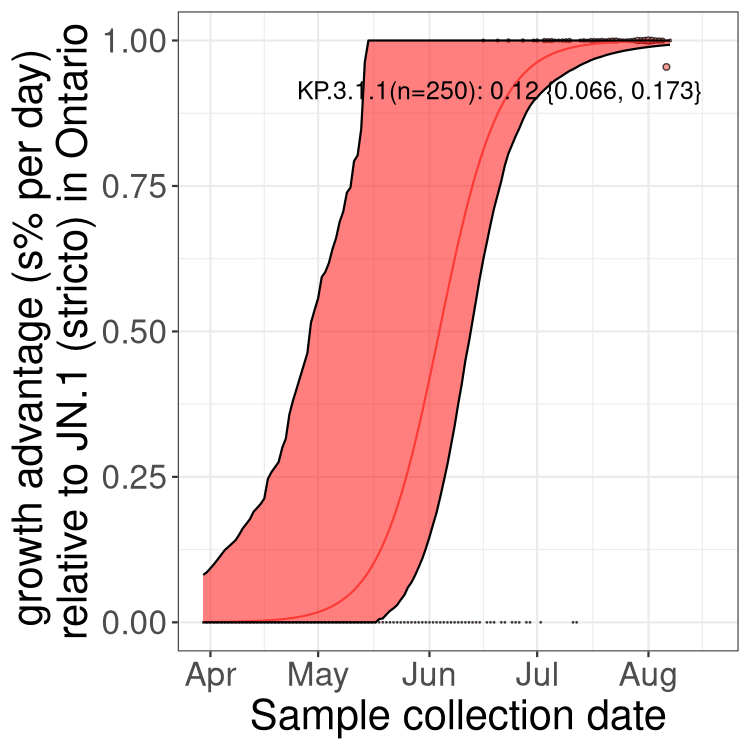 growth advantage (s% per day)
relative to JN.1 (stricto) in Ontario
1.00
0.75
0.50
0.25
0.00
KP.3.1.1(n=250): 0.12 {0.066, 0.173}
Apr May Jun Jul Aug
Sample collection date